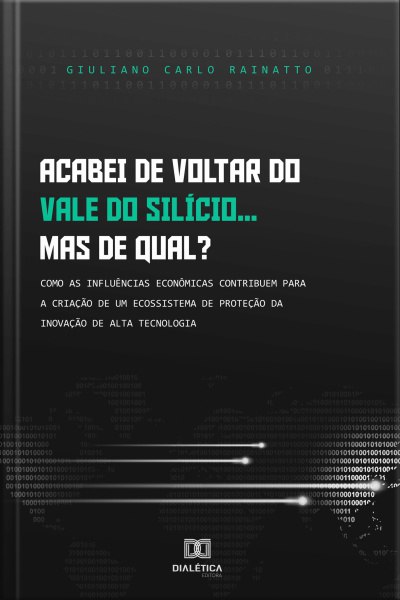 GIULIANO CARLO RAINATTO
ACABEI DE VOLTAR DO
VALE DO SILÍCIO...
MAS DE QUAL?
COMO AS INFLUÊNCIAS ECONÔMICAS CONTRIBUEM PARA
A CRIAÇÃO DE UM ECOSSISTEMA DE PROTEÇÃO DA
INOVAÇÃO DE ALTA TECNOLOGIA
DIALÉTICA
EDITORA